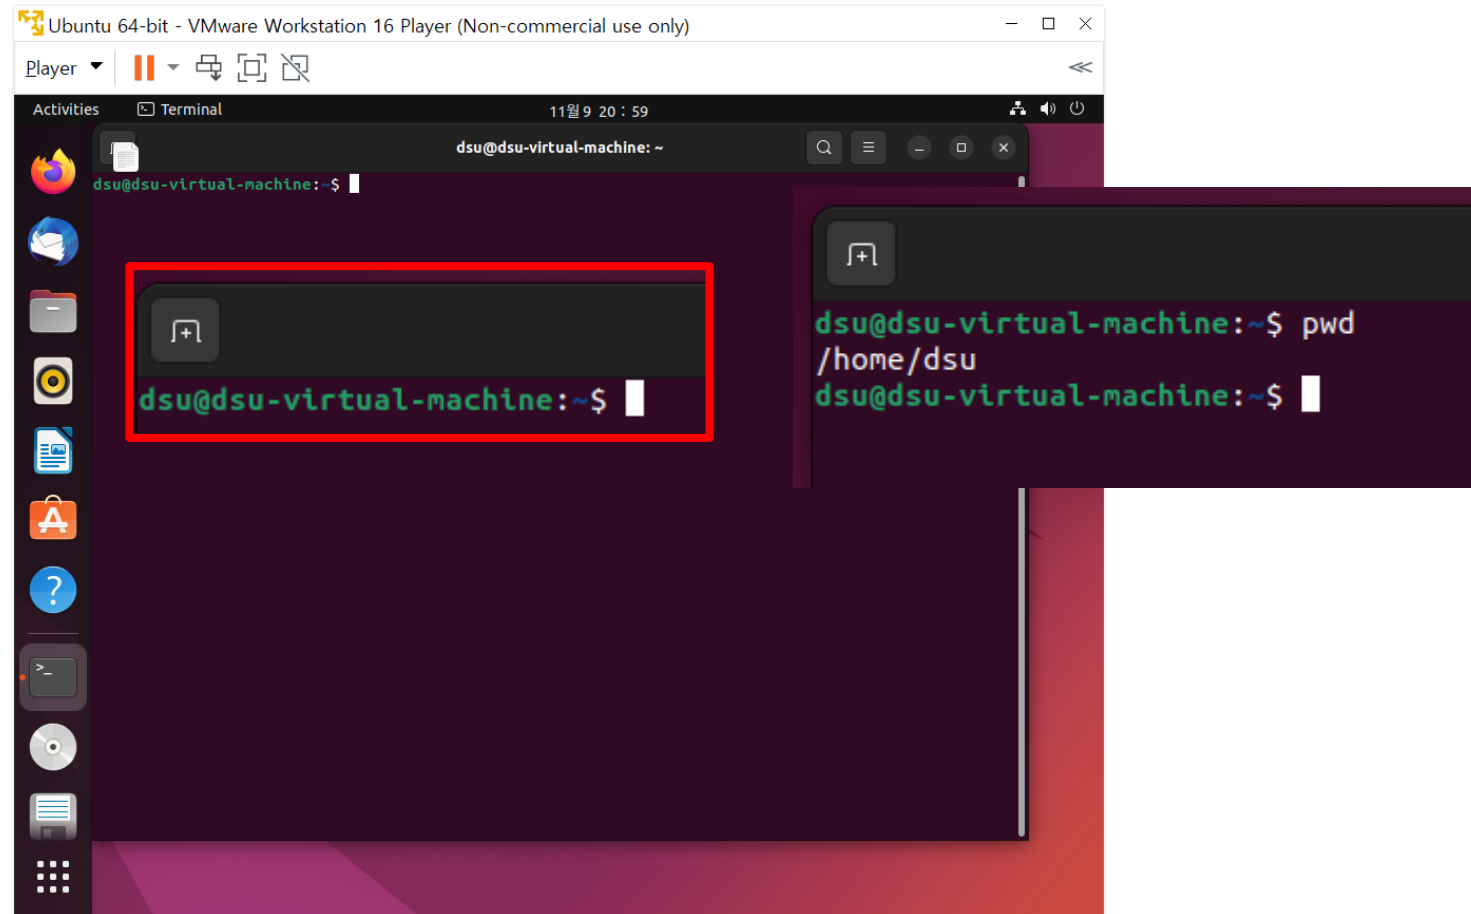 Ubuntu 64-bit - VMware Workstation 16 Player (Non-commercial use only)
Player
Activities
Terminal
11월 9 20 : 59
dsu@dsu-virtual-machine: ~
dsu@dsu-virtual-machine:~$
dsu@dsu-virtual-machine:~$
dsu@dsu-virtual-machine:~$ pwd
/home/dsu
dsu@dsu-virtual-machine:~$